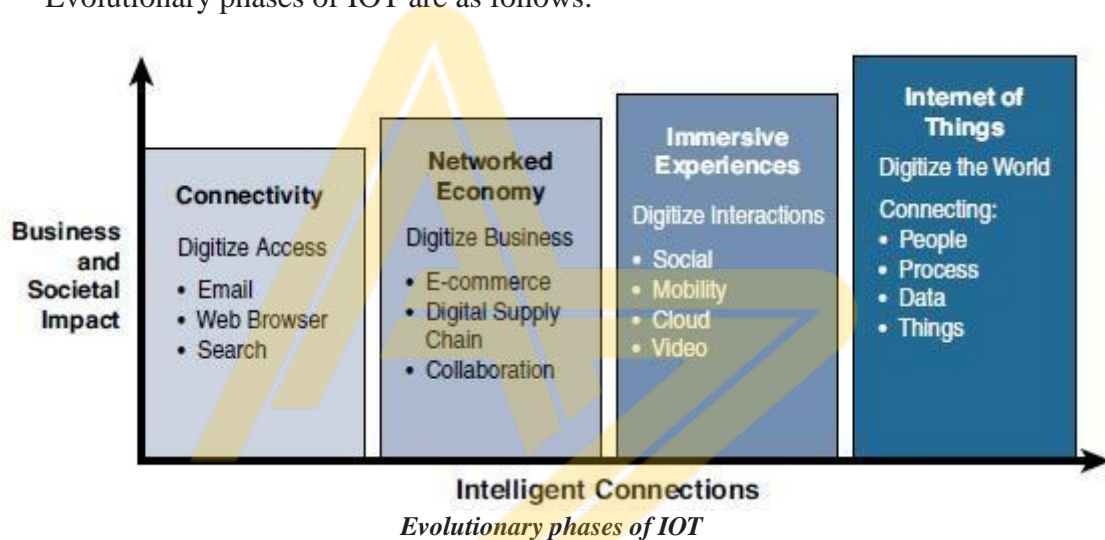 Evolutionary phases of IOT are as follows:
Business
and
Societal
Impact
Connectivity
Digitize Access
• Email
• Web Browser
• Search
Networked
Economy
Digitize Business
• E-commerce
• Digital Supply
Chain
• Collaboration
Immersive
Experiences
Digitize Interactions
• Social
• Mobility
• Cloud
• Video
Internet of
Things
Digitize the World
Connecting:
• People
• Process
• Data
• Things
Intelligent Connections
Evolutionary phases of IOT